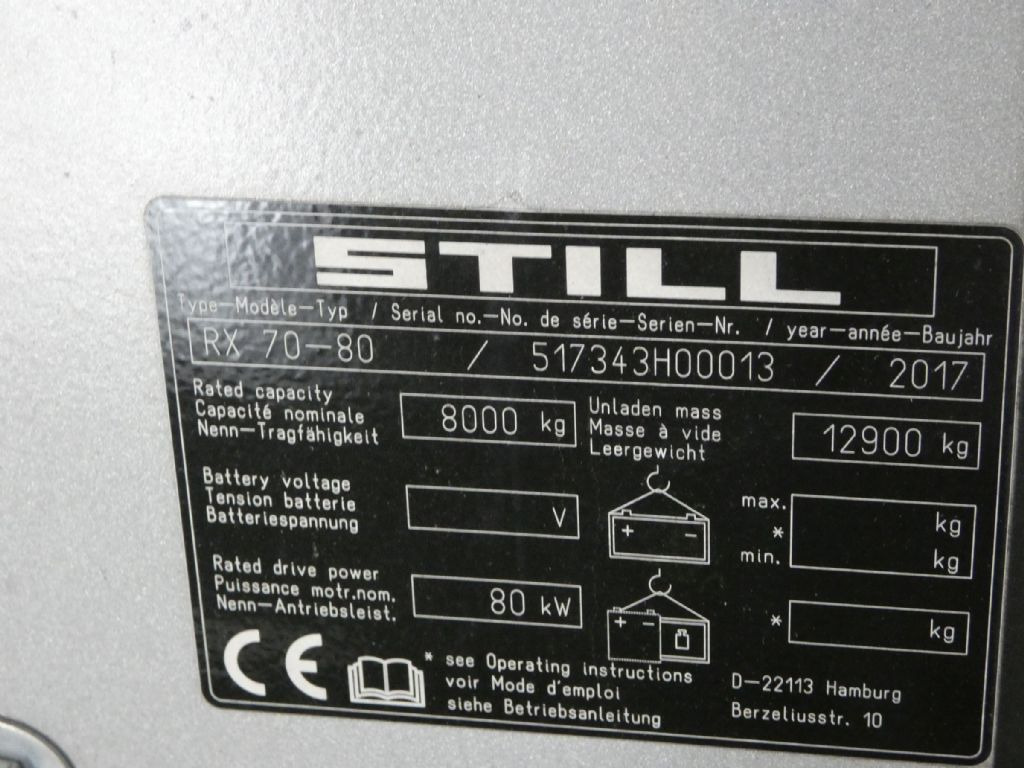 STILL
Type–Modèle–Typ / Serial no.–No. de série–Serien–Nr. / year–année–Baujahr
RX 70–80 / 517343H00013 / 2017
Rated capacity
Capacité nominale
Nenn–Tragfähigkeit
8000 kg
Unladen mass
Masse à vide
Leergewicht
12900 kg
Battery voltage
Tension batterie
Batteriespannung
V
+ –
max.
*
min.
kg
kg
Rated drive power
Puissance motr.nom.
Nenn–Antriebsleist.
80 kW
+ –
*
kg
CE
* see Operating instructions
voir Mode d'emploi
siehe Betriebsanleitung
D–22113 Hamburg
Berzeliusstr. 10